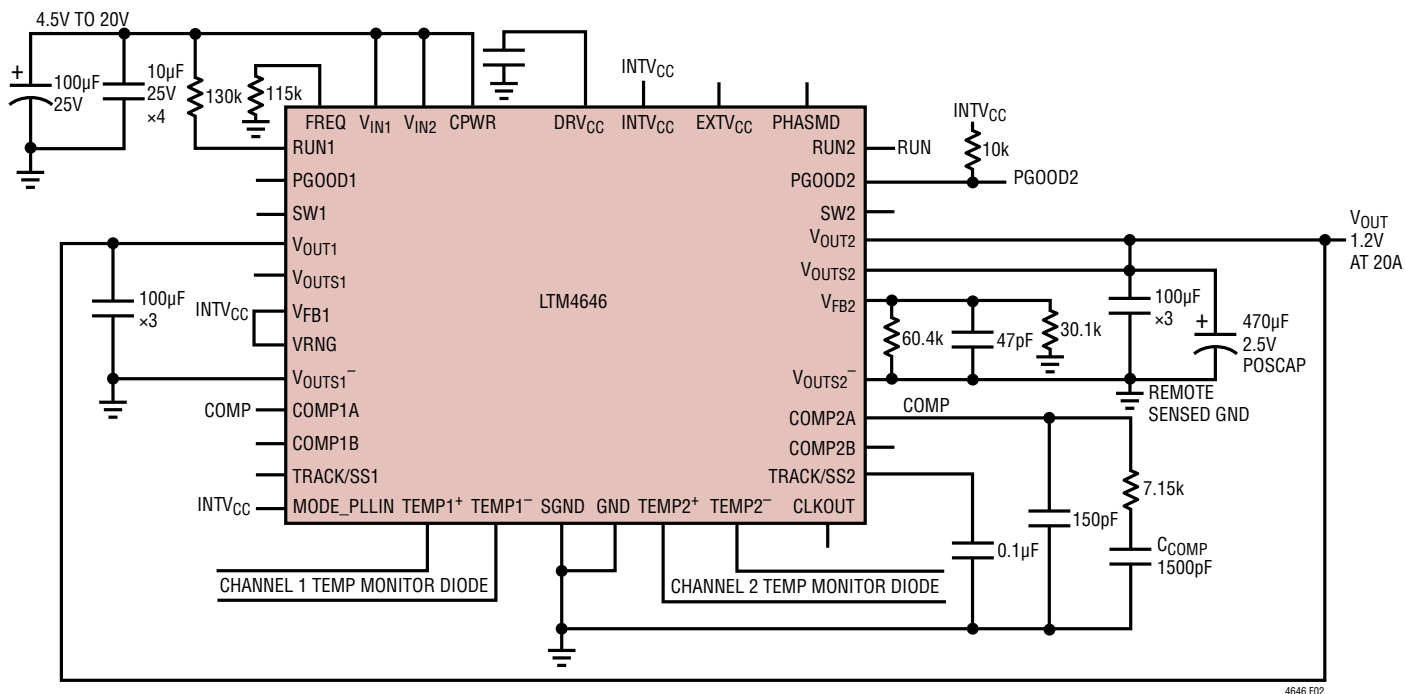 4.5V TO 20V
+
100µF
25V
10µF
25V
×4
130k
115k
INTVCC
INTVCC
10k
FREQ VIN1 VIN2 CPWR DRVCC INTVCC EXTVCC PHASMD
RUN1
PGOOD1
SW1
VOUT1
VOUTS1
VFB1
VRNG
VOUTS1–
COMP1A
COMP1B
TRACK/SS1
MODE_PLLIN TEMP1+ TEMP1– SGND GND TEMP2+ TEMP2– CLKOUT
LTM4646
RUN2
PGOOD2
SW2
VOUT2
VOUTS2
VFB2
VOUTS2–
COMP2A
COMP2B
TRACK/SS2
RUN
PGOOD2
VOUT
1.2V
AT 20A
100µF
×3
INTVCC
COMP
INTVCC
60.4k
47pF
30.1k
100µF
×3
+
470µF
2.5V
POSCAP
REMOTE
SENSED GND
COMP
7.15k
150pF
CCOMP
1500pF
0.1µF
CHANNEL 1 TEMP MONITOR DIODE
CHANNEL 2 TEMP MONITOR DIODE
4646 F02